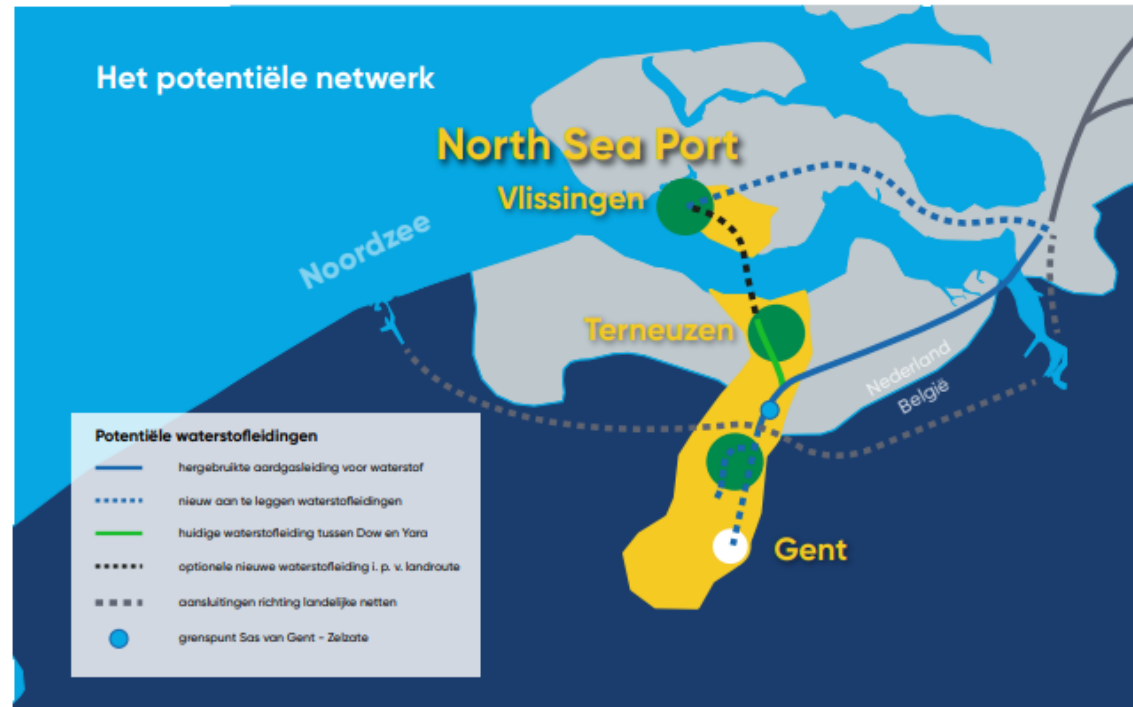 Het potentiële netwerk
North Sea Port
Vlissingen
Noordzee
Terneuzen
Nederland
België
Gent
Potentiële waterstofleidingen
hergebruikte aardgasleiding voor waterstof
nieuw aan te leggen waterstofleidingen
huidige waterstofleiding tussen Dow en Yara
optionele nieuwe waterstofleiding i. p. v. landroute
aansluitingen richting landelijke netten
grenspunt Sas van Gent - Zelzate